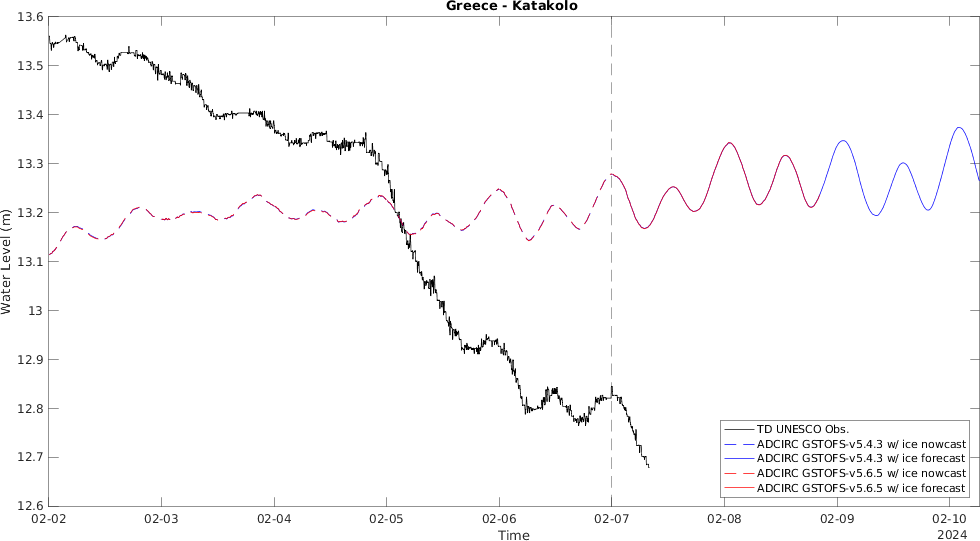 Greece - Katakolo
13.6
13.5
13.4
13.3
13.2
13.1
13
12.9
12.8
12.7
12.6
Water Level (m)
02-02
02-03
02-04
02-05
02-06
02-07
02-08
02-09
02-10
2024
Time
TD UNESCO Obs.
ADCIRC GSTOFS-v5.4.3 w/ ice nowcast
ADCIRC GSTOFS-v5.4.3 w/ ice forecast
ADCIRC GSTOFS-v5.6.5 w/ ice nowcast
ADCIRC GSTOFS-v5.6.5 w/ ice forecast